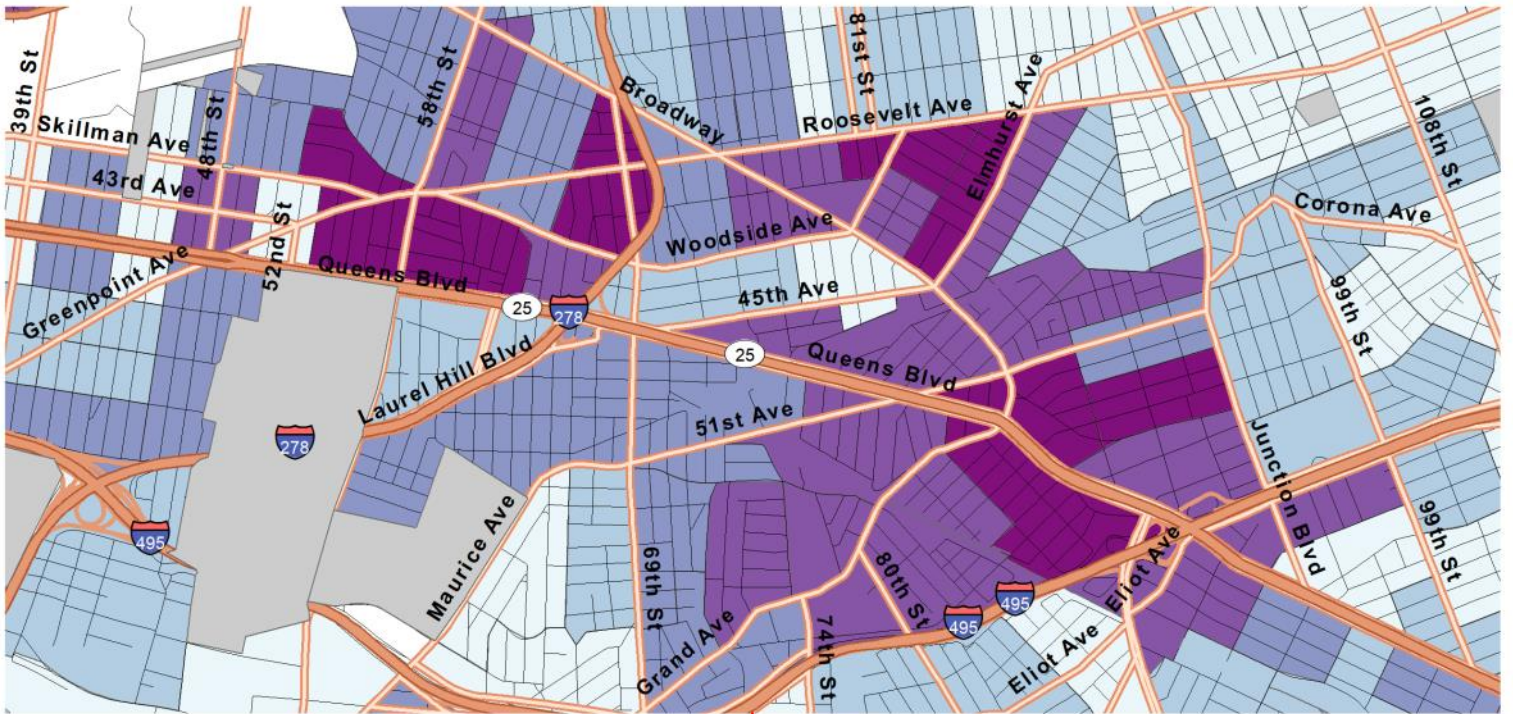 39th St
Skillman Ave
48th St
43rd Ave
58th St
Broadway
81st St
Roosevelt Ave
Elmhurst Ave
108th St
Corona Ave
Greenpoint Ave
52nd St
Queens Blvd
Woodside Ave
45th Ave
25
278
99th St
Laurel Hill Blvd
25
Queens Blvd
51st Ave
278
Junction Blvd
495
Maurice Ave
69th St
80th St
495
495
Eliot Ave
99th St
Grand Ave
74th St
Eliot Ave